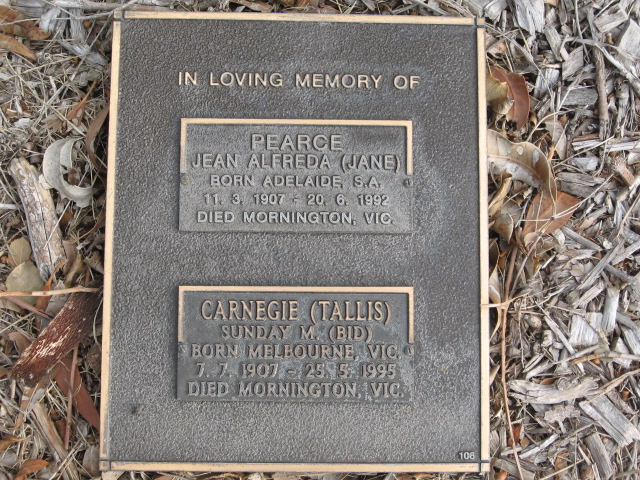 IN LOVING MEMORY OF
PEARCE
JEAN ALFREDA (JANE)
BORN ADELAIDE, S.A.
11. 3. 1907 - 20. 6. 1992
DIED MORNINGTON, VIC.
CARNEGIE (TALLIS)
SUNDAY M. (BID)
BORN MELBOURNE, VIC.
7. 7. 1907 - 25. 5. 1995
DIED MORNINGTON, VIC.
106